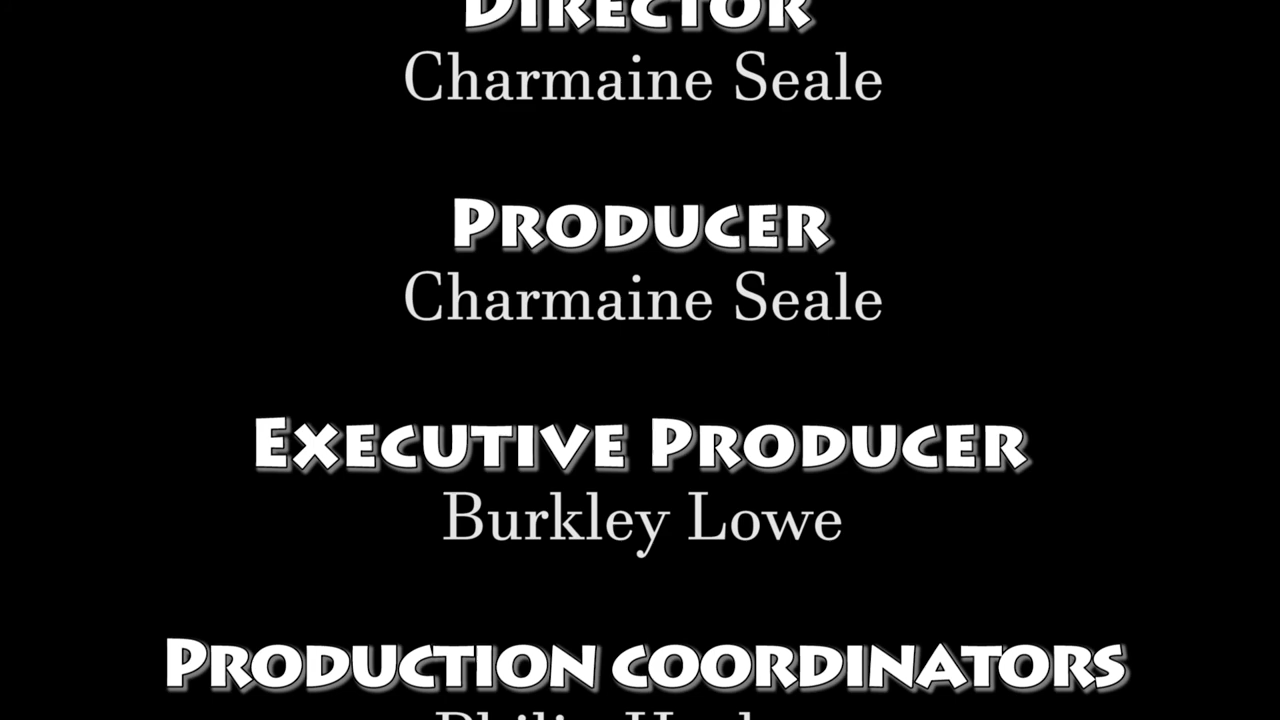 DIRECTOR
Charmaine Seale
PRODUCER
Charmaine Seale
EXECUTIVE PRODUCER
Burkley Lowe
PRODUCTION COORDINATORS